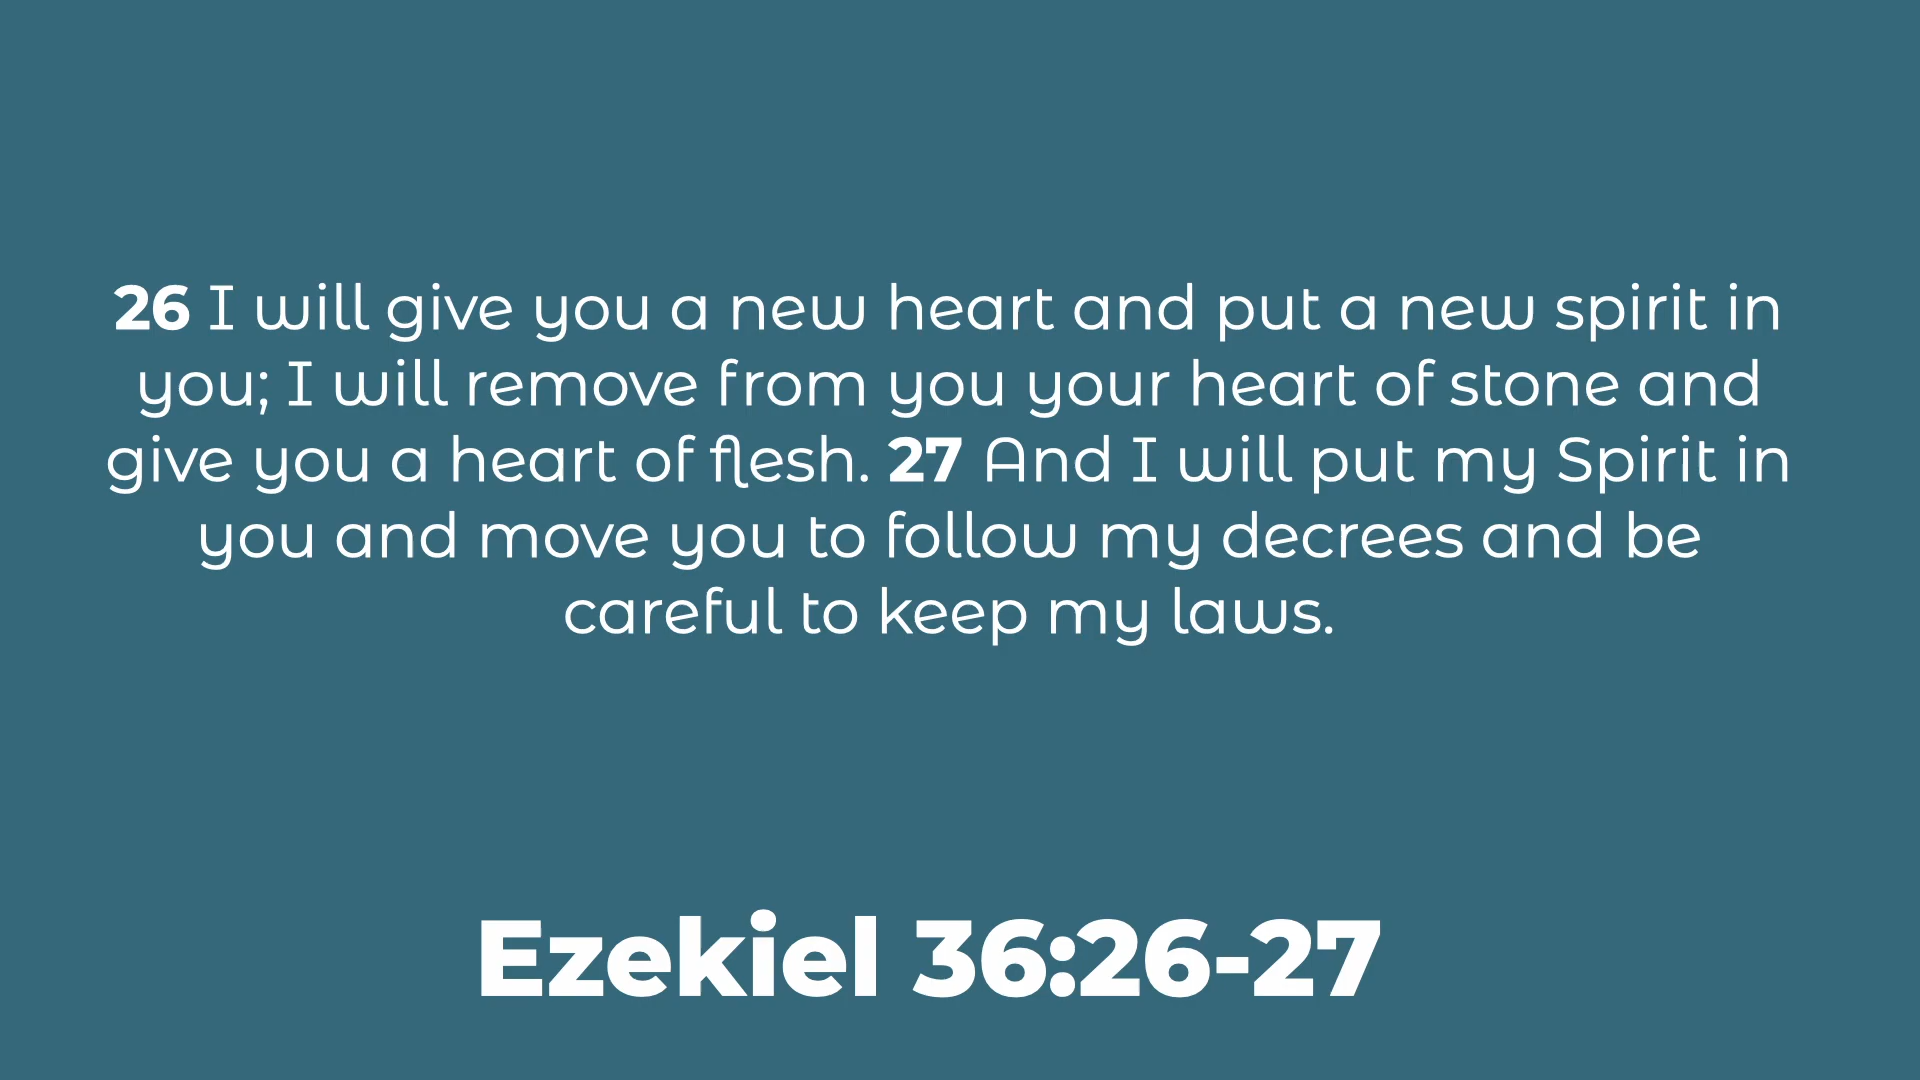 26 I will give you a new heart and put a new spirit in
you; I will remove from you your heart of stone and
give you a heart of flesh. 27 And I will put my Spirit in
you and move you to follow my decrees and be
careful to keep my laws.
Ezekiel 36:26-27